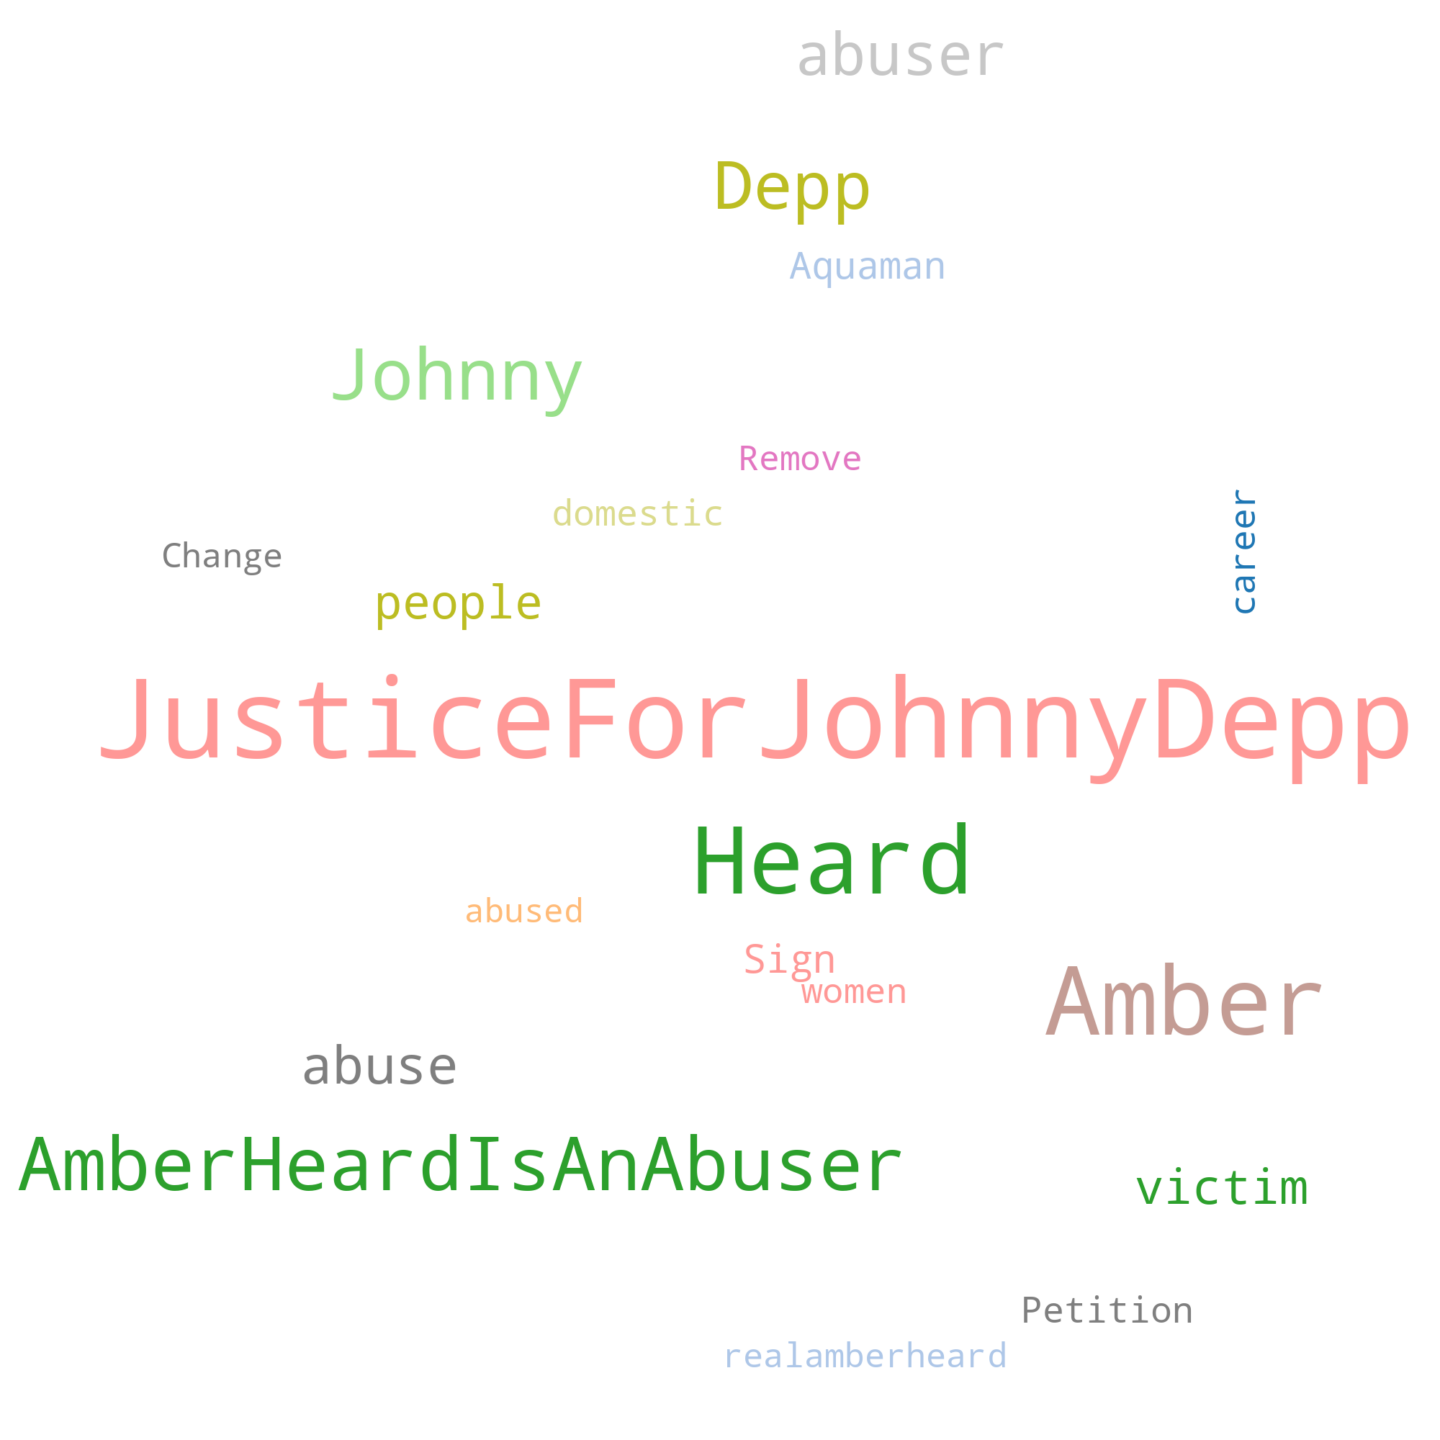 abuser
Depp
Aquaman
Johnny
Remove
domestic
career
Change
people
JusticeForJohnnyDepp
Heard
abused
Sign
women
Amber
abuse
AmberHeardIsAnAbuser
victim
Petition
realamberheard